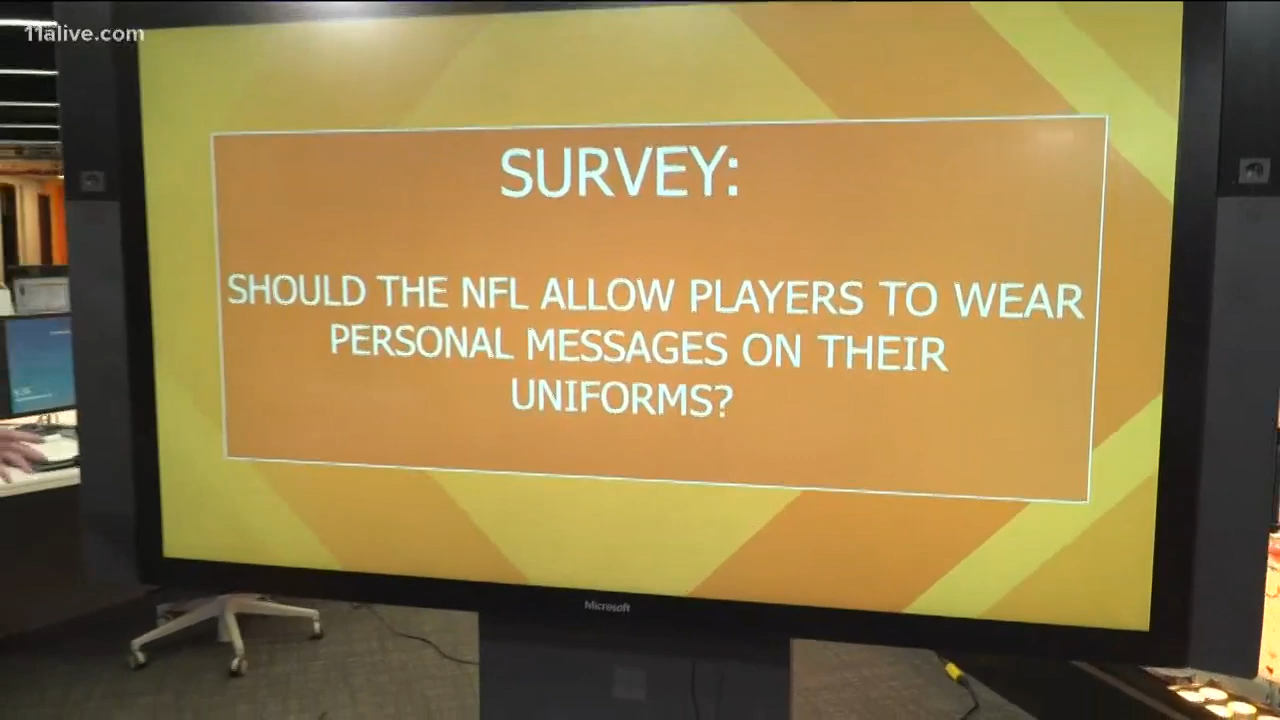 11alive.com
SURVEY:
SHOULD THE NFL ALLOW PLAYERS TO WEAR
PERSONAL MESSAGES ON THEIR
UNIFORMS?
Microsoft